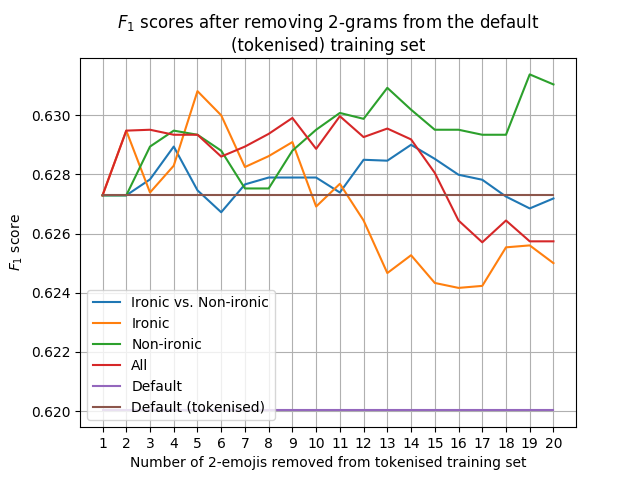 F₁ scores after removing 2-grams from the default
(tokenised) training set
F₁ score
0.630
0.628
0.626
0.624
0.622
0.620
Ironic vs. Non-ironic
Ironic
Non-ironic
All
Default
Default (tokenised)
1 2 3 4 5 6 7 8 9 10 11 12 13 14 15 16 17 18 19 20
Number of 2-emojis removed from tokenised training set